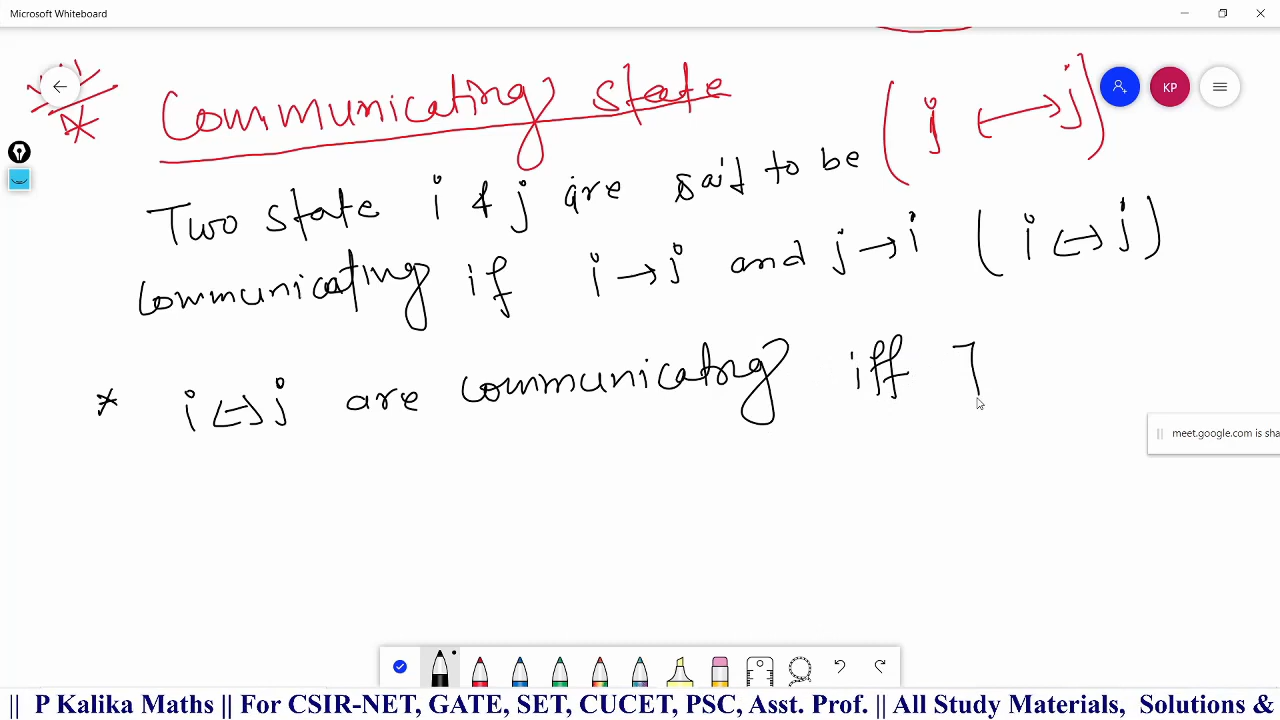 Microsoft Whiteboard
Communicating state (i ↔ j)
KP
Two state i & j are said to be
communicating if i → j and j → i (i ↔ j)
* i ↔ j are communicating iff
meet.google.com is sha
|| P Kalika Maths || For CSIR-NET, GATE, SET, CUCET, PSC, Asst. Prof. || All Study Materials, Solutions &